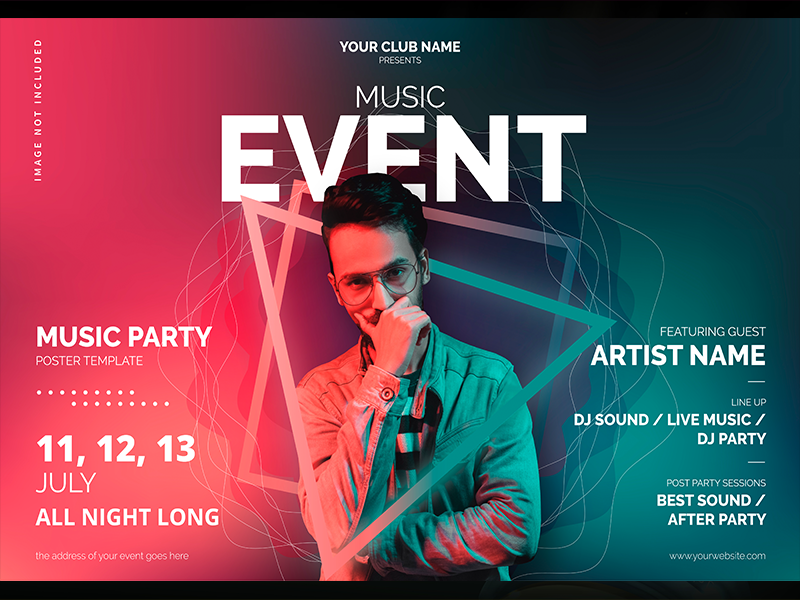 IMAGE NOT INCLUDED
YOUR CLUB NAME
PRESENTS
MUSIC
EVENT
MUSIC PARTY
POSTER TEMPLATE
11, 12, 13
JULY
ALL NIGHT LONG
the address of your event goes here
FEATURING GUEST
ARTIST NAME
LINE UP
DJ SOUND / LIVE MUSIC /
DJ PARTY
POST PARTY SESSIONS
BEST SOUND /
AFTER PARTY
www.yourwebsite.com